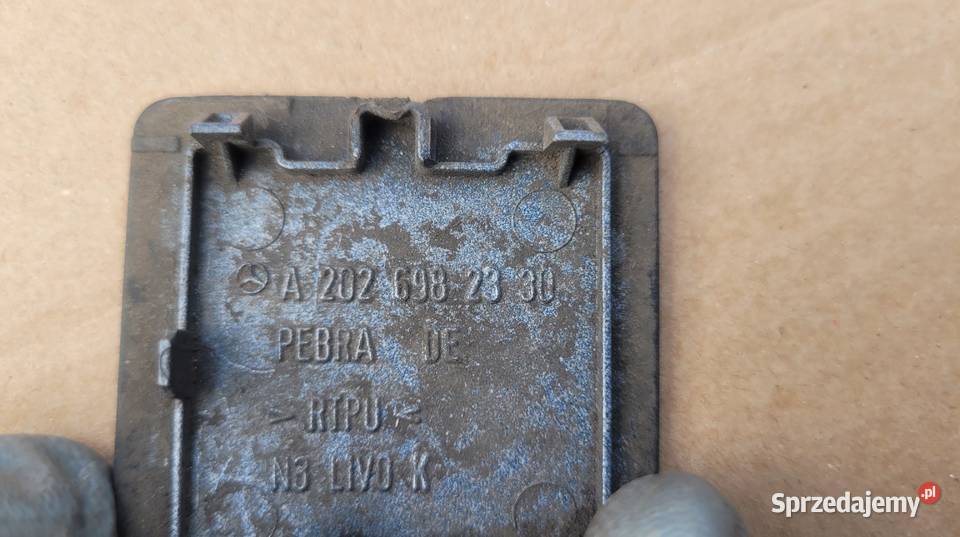 A 202 698 23 30
PEBRA DE
> RTPU <
N3 LIVO K
Sprzedajemy.pl